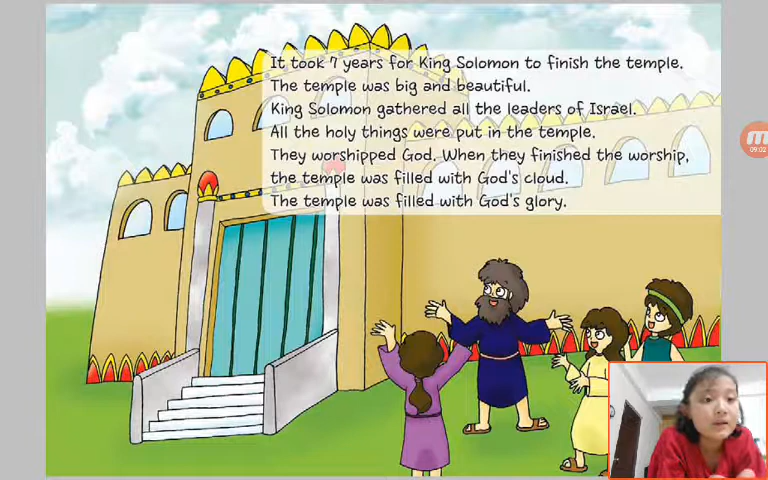 It took 7 years for King Solomon to finish the temple.
The temple was big and beautiful.
King Solomon gathered all the leaders of Israel.
All the holy things were put in the temple.
They worshipped God. When they finished the worship,
the temple was filled with God's cloud.
The temple was filled with God's glory.
09:02